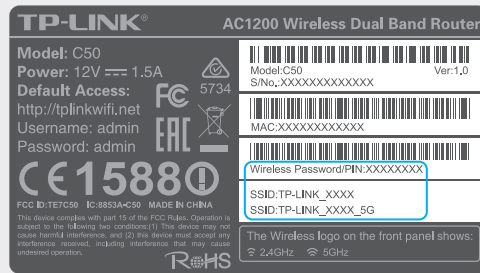 TP-LINK®
AC1200 Wireless Dual Band Router
Model: C50
Power: 12V 1.5A
Default Access:
http://tplinkwifi.net
Username: admin
Password: admin
FC
5734
EAC
CE1588
FCC ID:TE7C50 IC:8853A-C50 MADE IN CHINA
This device complies with part 15 of the FCC Rules. Operation is
subject to the following two conditions:(1) This device may not
cause harmful interference, and (2) this device must accept any
interference received, including interference that may cause
undesired operation.
RoHS
Model:C50 Ver:1.0
S/No.:XXXXXXXXXXXXX
MAC:XXXXXXXXXXXX
Wireless Password/PIN:XXXXXXXX
SSID:TP-LINK_XXXX
SSID:TP-LINK_XXXX_5G
The Wireless logo on the front panel shows:
2.4GHz 5GHz